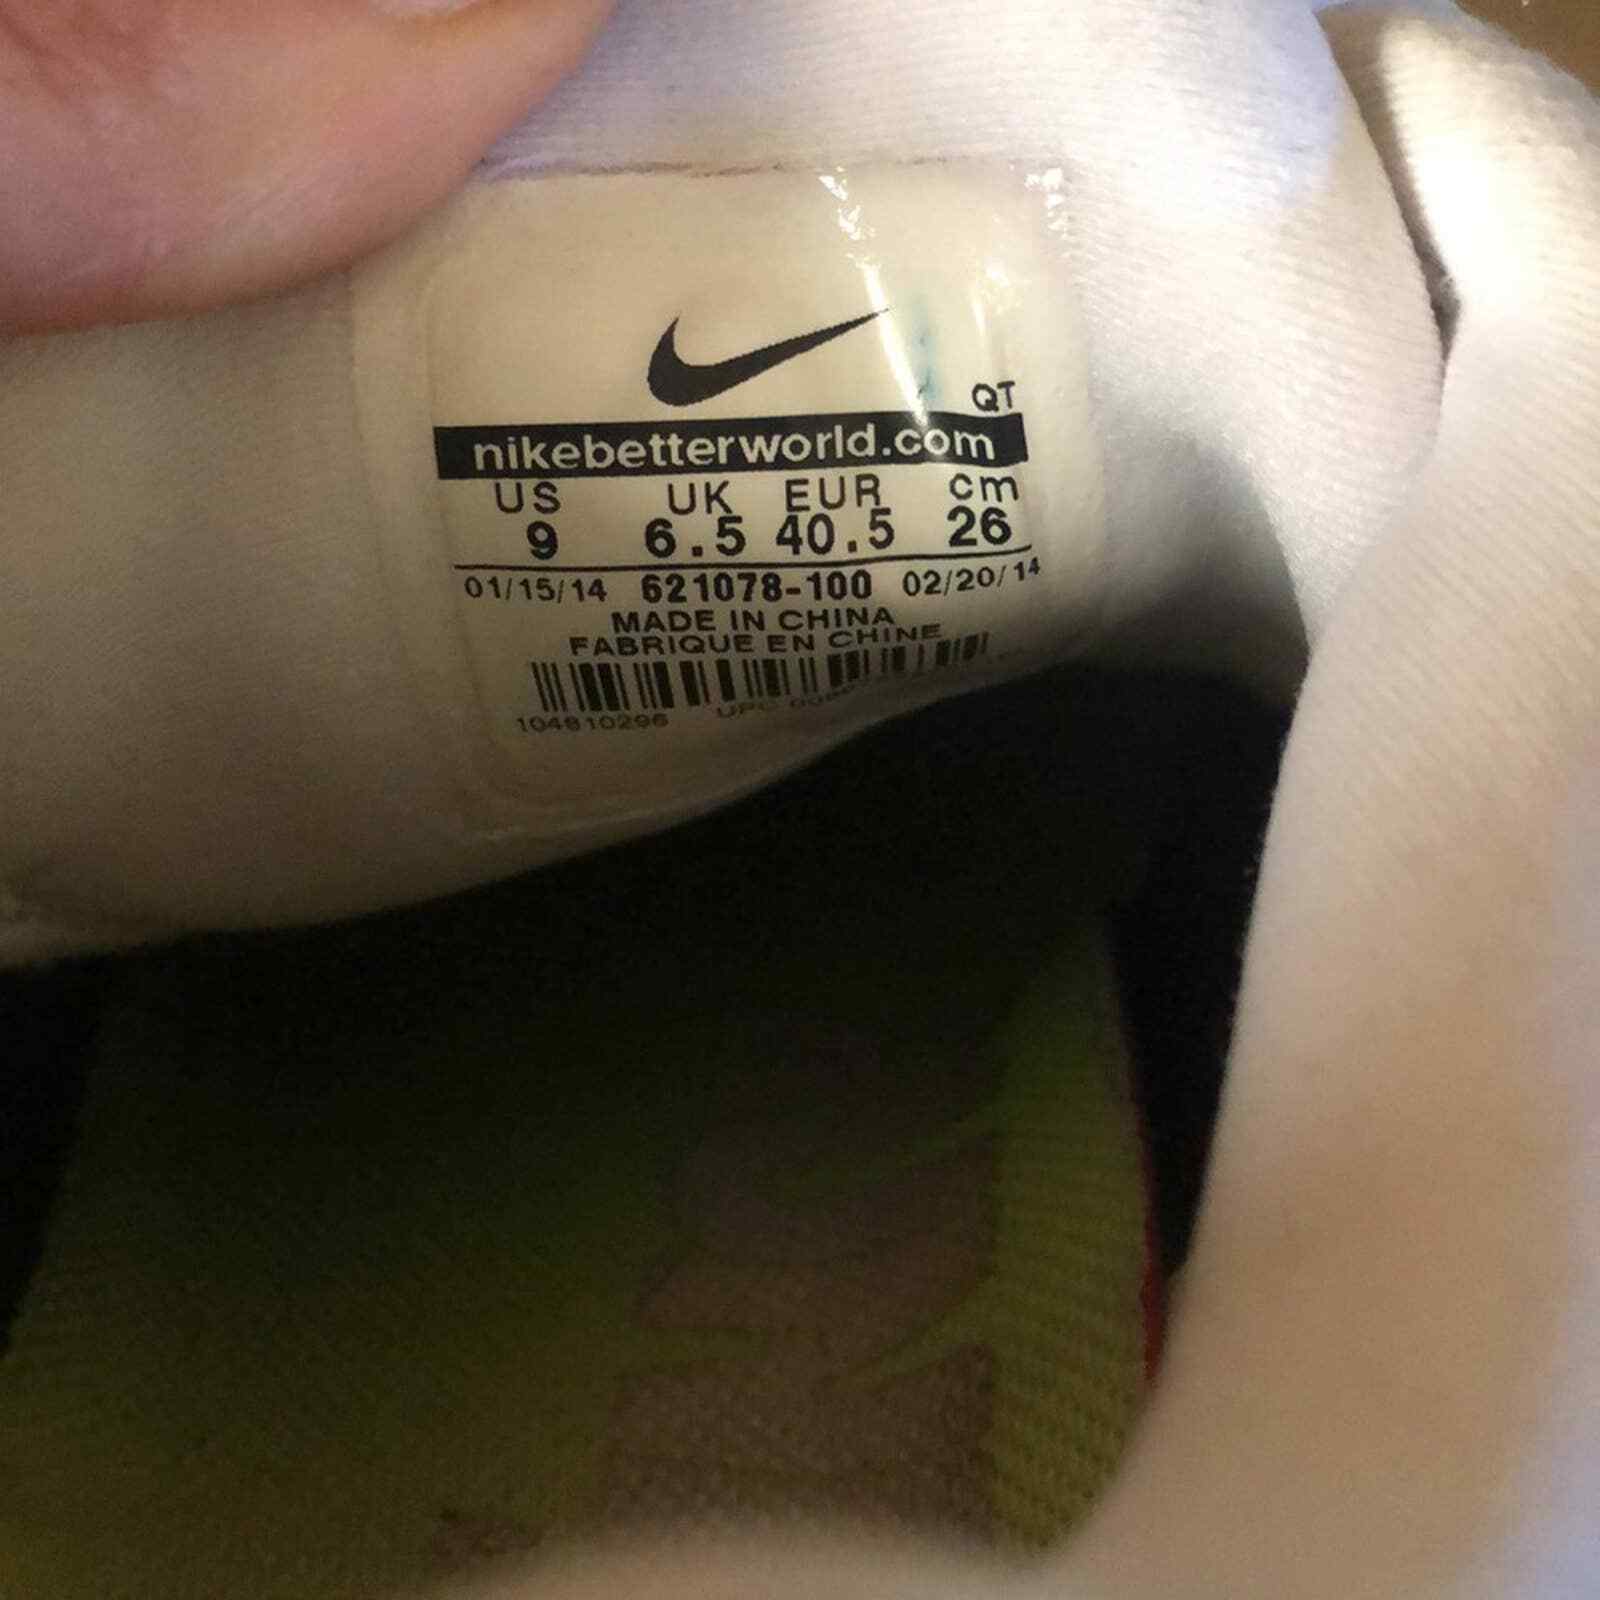 QT
nikebetterworld.com
US UK EUR cm
9 6.5 40.5 26
01/15/14 621078-100 02/20/14
MADE IN CHINA
FABRIQUE EN CHINE
104810296 UPC